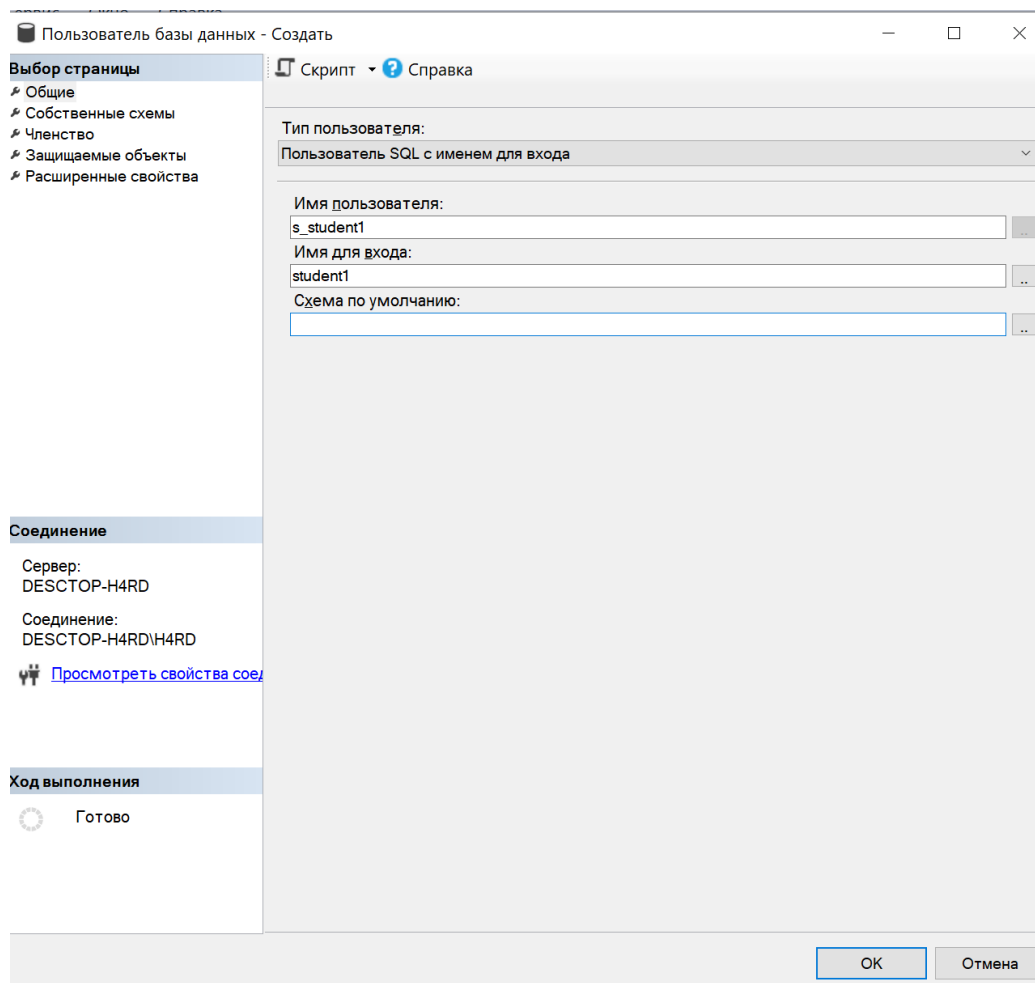 Пользователь базы данных - Создать
Выбор страницы
Общие
Собственные схемы
Членство
Защищаемые объекты
Расширенные свойства
Скрипт
Справка
Тип пользователя:
Пользователь SQL с именем для входа
Имя пользователя:
s_student1
..
Имя для входа:
student1
..
Схема по умолчанию:
..
Соединение
Сервер:
DESCTOP-H4RD
Соединение:
DESCTOP-H4RD\H4RD
Просмотреть свойства соед
Ход выполнения
Готово
OK
Отмена